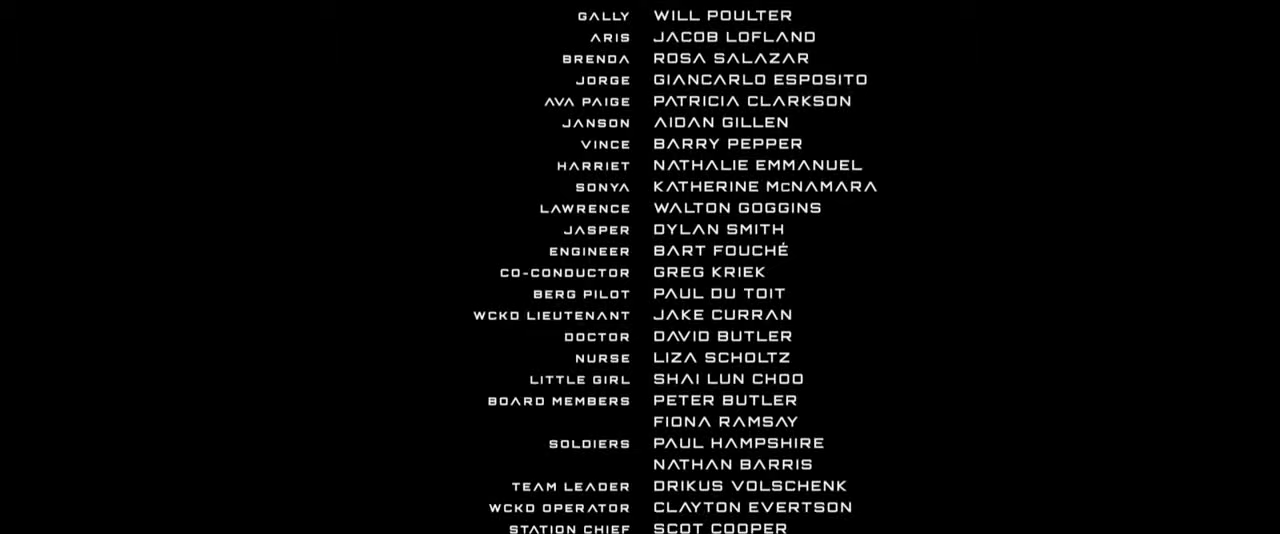 GALLY WILL POULTER
ARIS JACOB LOFLAND
BRENDA ROSA SALAZAR
JORGE GIANCARLO ESPOSITO
AVA PAIGE PATRICIA CLARKSON
JANSON AIDAN GILLEN
VINCE BARRY PEPPER
HARRIET NATHALIE EMMANUEL
SONYA KATHERINE McNAMARA
LAWRENCE WALTON GOGGINS
JASPER DYLAN SMITH
ENGINEER BART FOUCHÉ
CO-CONDUCTOR GREG KRIEK
BERG PILOT PAUL DU TOIT
WCKD LIEUTENANT JAKE CURRAN
DOCTOR DAVID BUTLER
NURSE LIZA SCHOLTZ
LITTLE GIRL SHAI LUN CHOO
BOARD MEMBERS PETER BUTLER
FIONA RAMSAY
SOLDIERS PAUL HAMPSHIRE
NATHAN BARRIS
TEAM LEADER DRIKUS VOLSCHENK
WCKD OPERATOR CLAYTON EVERTSON
STATION CHIEF SCOT COOPER